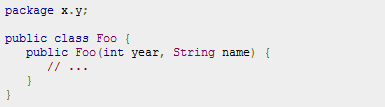 package x.y;
public class Foo {
public Foo(int year, String name) {
// ...
}
}